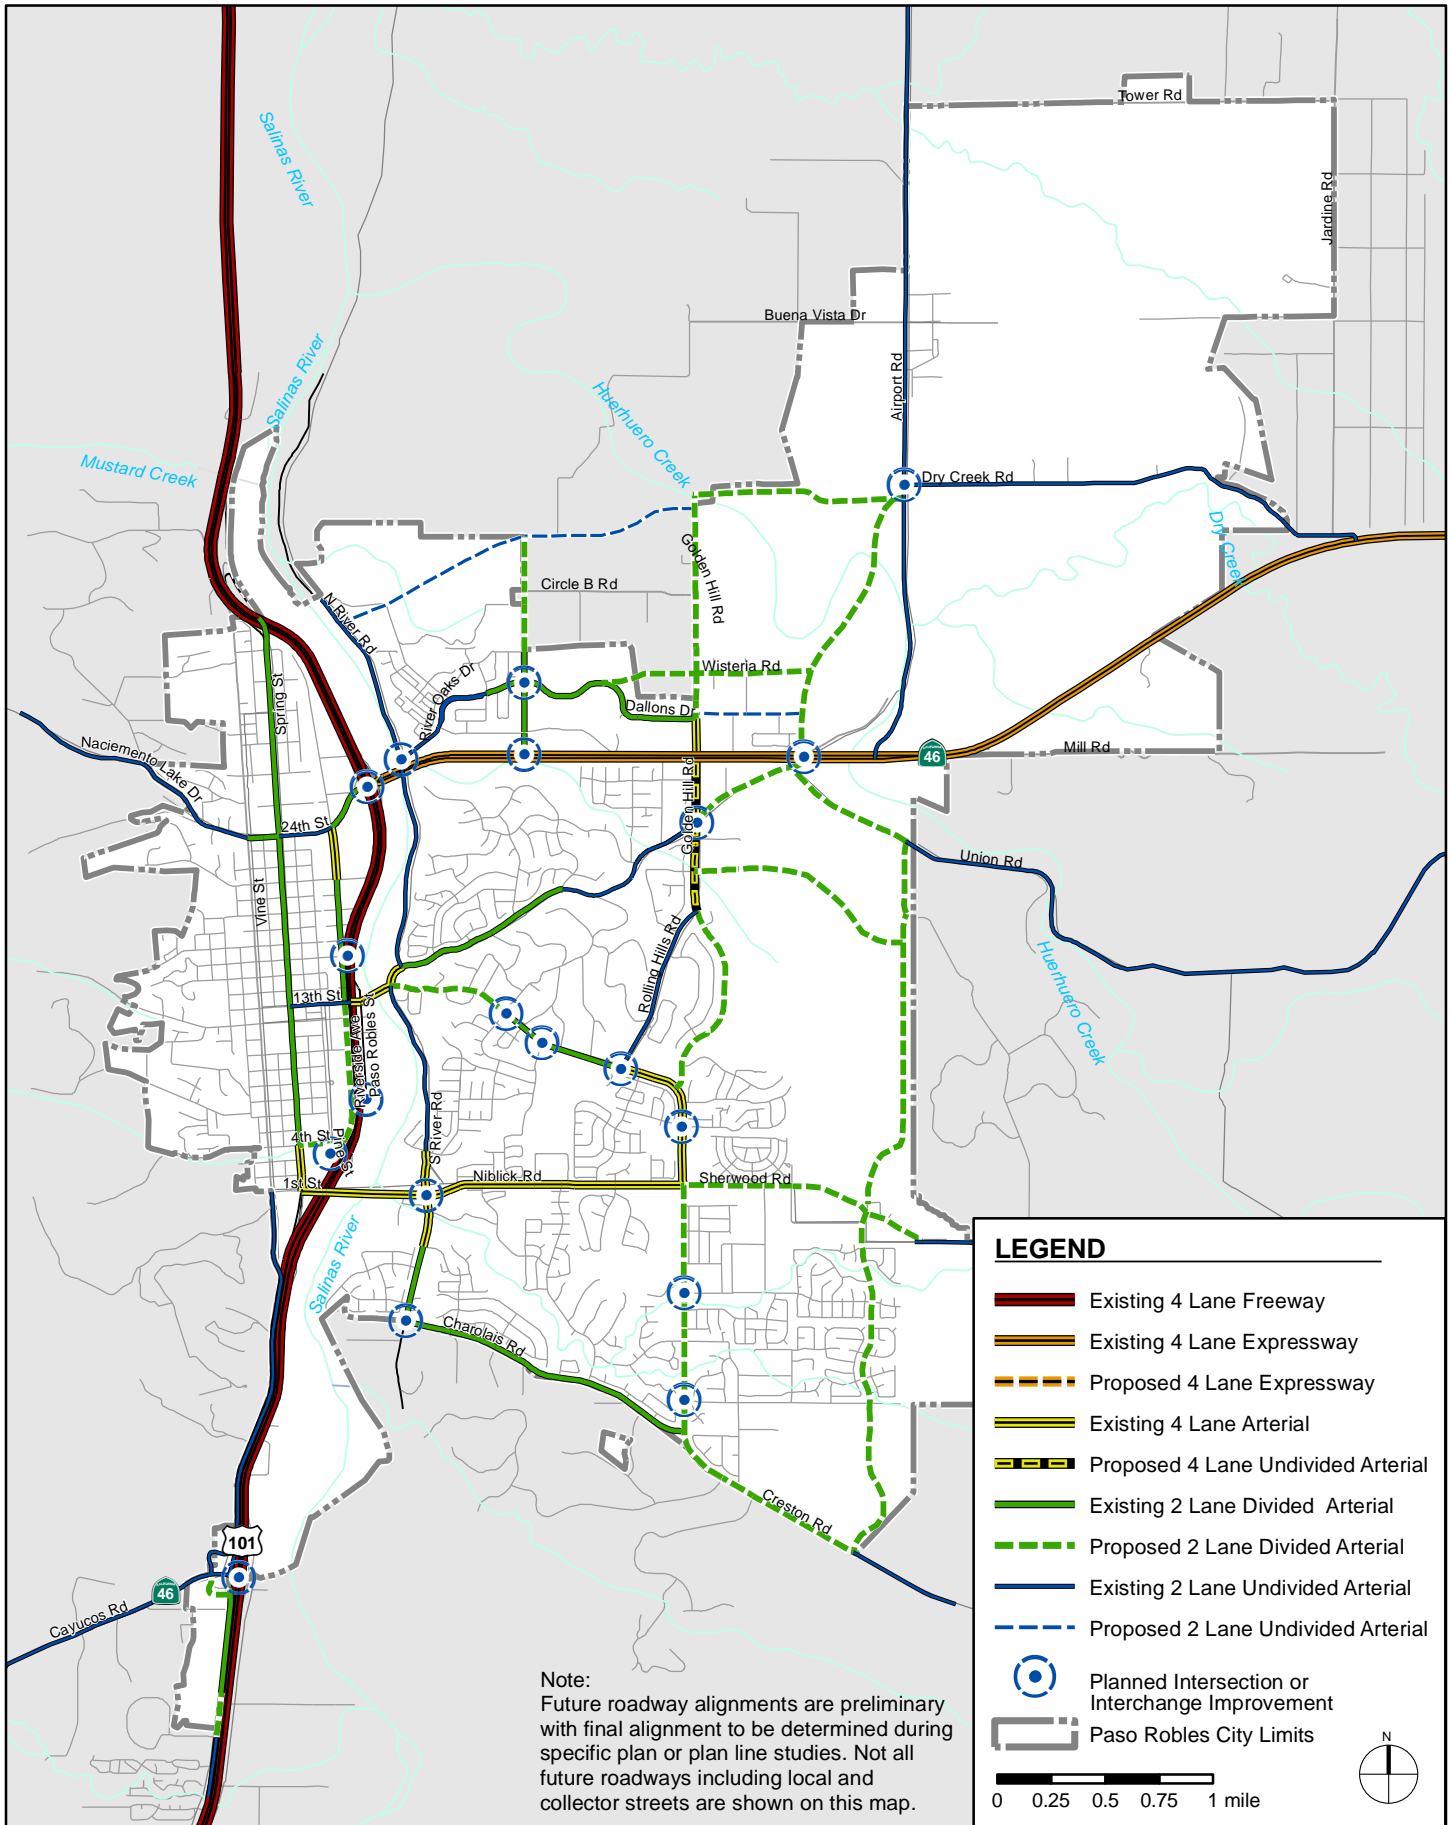 Tower Rd
Salinas River
Jardine Rd
Buena Vista Dr
Salinas River
Airport Rd
Huerhuero Creek
Mustard Creek
Dry Creek Rd
Dry Creek
Golden Hill Rd
Circle B Rd
N River Rd
Wisteria Rd
River Oaks Dr
Spring St
Dallons Dr
Naciemento Lake Dr
Mill Rd
46
Golden Hill Rd
24th St
Union Rd
Vine St
Rolling Hills Rd
Huerhuero Creek
13th St
Riverside Ave
Paso Robles St
S River Rd
4th St
Pine St
Niblick Rd
Sherwood Rd
1st St
Salinas River
Charolais Rd
Creston Rd
101
46
Cayucos Rd
Note:
Future roadway alignments are preliminary
with final alignment to be determined during
specific plan or plan line studies. Not all
future roadways including local and
collector streets are shown on this map.
LEGEND
Existing 4 Lane Freeway
Existing 4 Lane Expressway
Proposed 4 Lane Expressway
Existing 4 Lane Arterial
Proposed 4 Lane Undivided Arterial
Existing 2 Lane Divided Arterial
Proposed 2 Lane Divided Arterial
Existing 2 Lane Undivided Arterial
Proposed 2 Lane Undivided Arterial
Planned Intersection or
Interchange Improvement
Paso Robles City Limits
N
0 0.25 0.5 0.75 1 mile